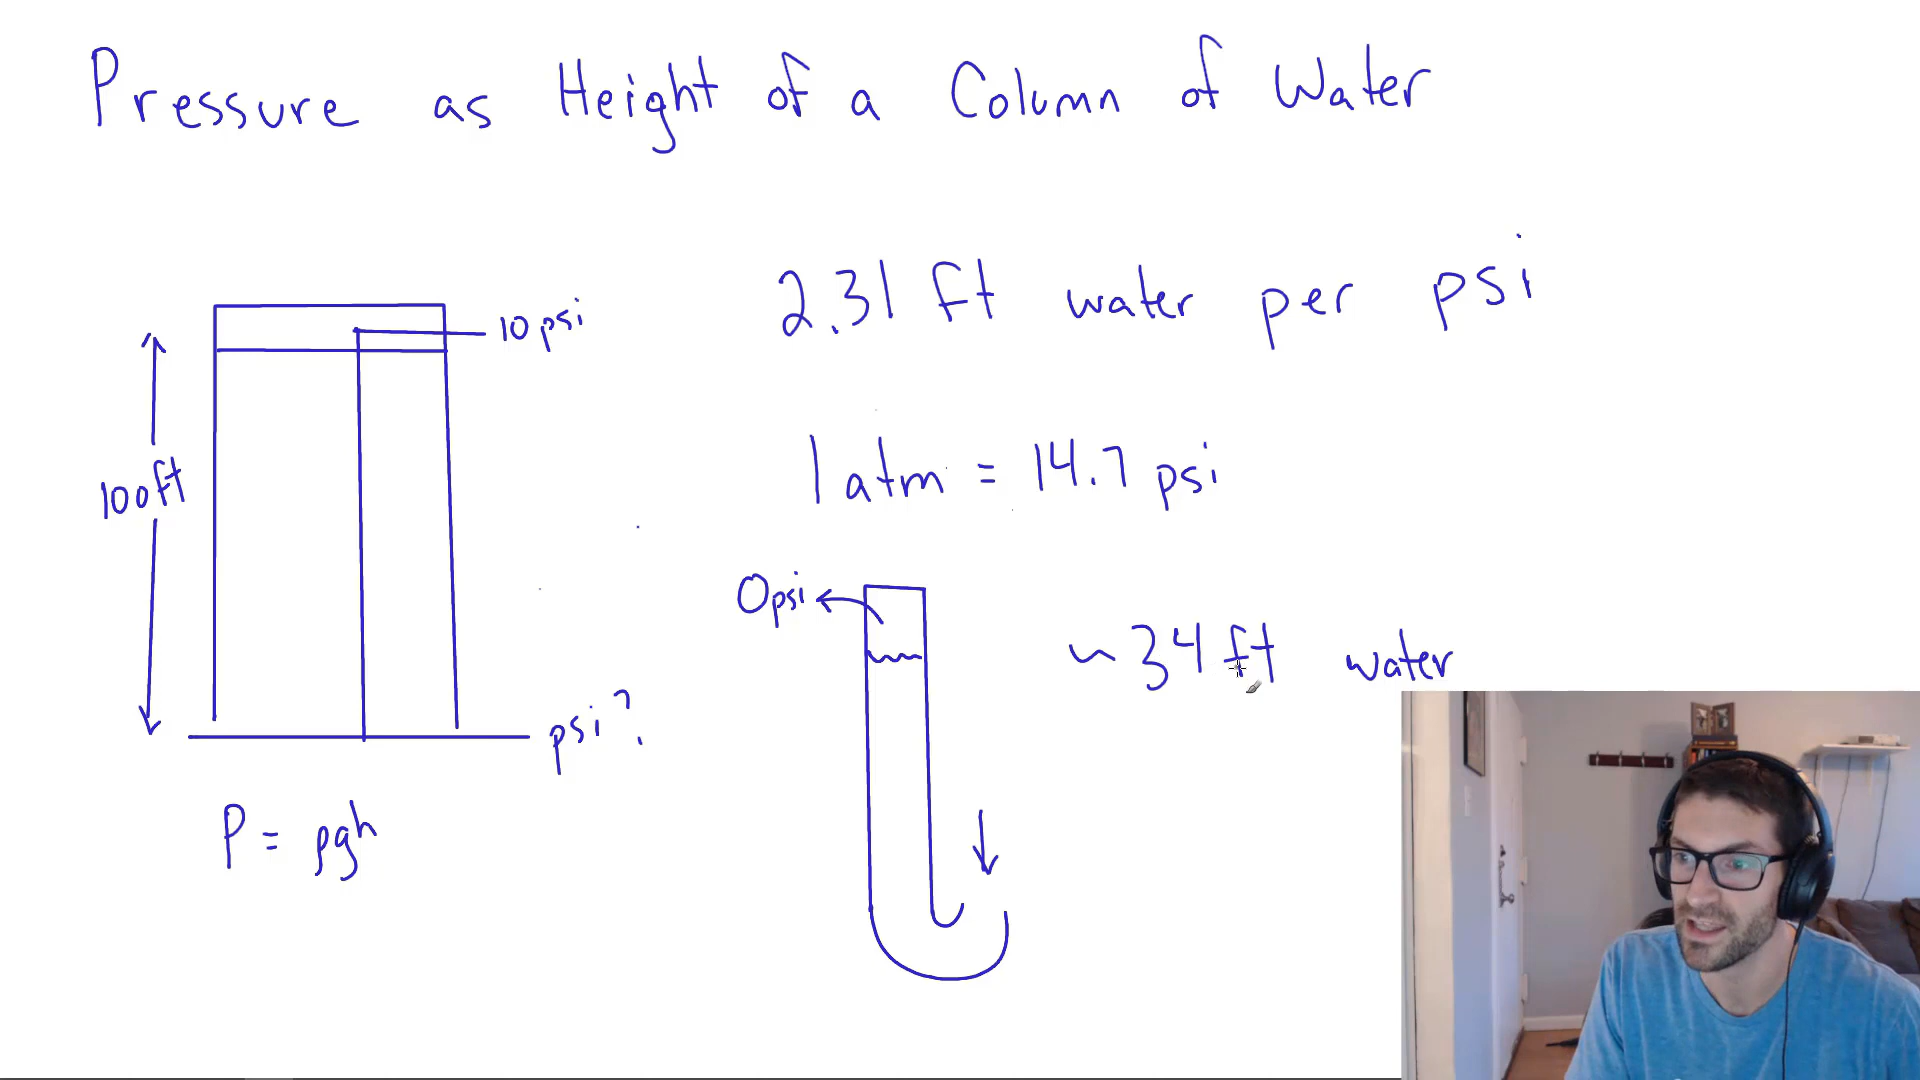 Pressure as Height of a Column of Water
2.31 ft water per psi
10 psi
100ft
1 atm = 14.7 psi
0psi
~ 34 ft water
psi?
P = ρgh